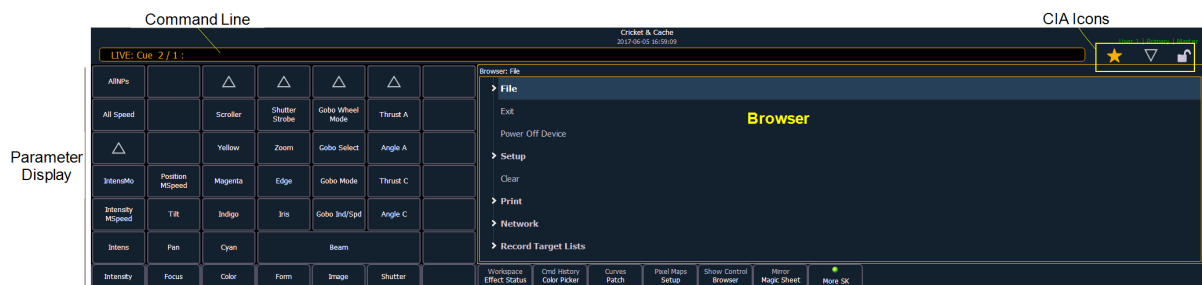 Command Line
CIA Icons
Cricket & Cache
2017-06-05 16:59:09
User 1 | Primary | Master
LIVE: Cue 2 / 1 :
Parameter
Display
AllNPs
All Speed
Scroller
Shutter
Strobe
Gobo Wheel
Mode
Thrust A
Yellow
Zoom
Gobo Select
Angle A
IntensMo
Position
MSpeed
Magenta
Edge
Gobo Mode
Thrust C
Intensity
MSpeed
Tilt
Indigo
Iris
Gobo Ind/Spd
Angle C
Intens
Pan
Cyan
Beam
Intensity
Focus
Color
Form
Image
Shutter
Browser: File
File
Exit
Browser
Power Off Device
Setup
Clear
Print
Network
Record Target Lists
Workspace
Effect Status
Cmd History
Color Picker
Curves
Patch
Pixel Maps
Setup
Show Control
Browser
Mirror
Magic Sheet
More SK